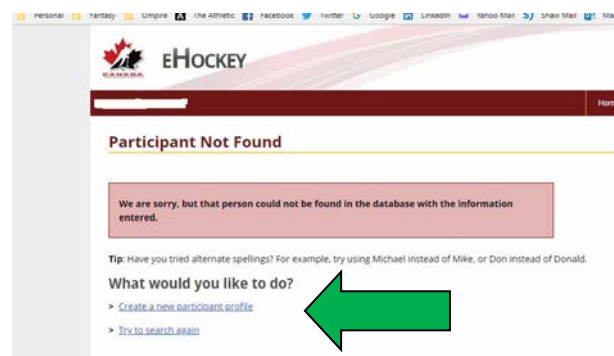 Personal Fantasy Umpire The Athletic Facebook Twitter Google LinkedIn Yahoo Mail Shaw Mail
CANADA
EHOCKEY
Participant Not Found
We are sorry, but that person could not be found in the database with the information
entered.
Tip: Have you tried alternate spellings? For example, try using Michael instead of Mike, or Don instead of Donald.
What would you like to do?
> Create a new participant profile
> Try to search again